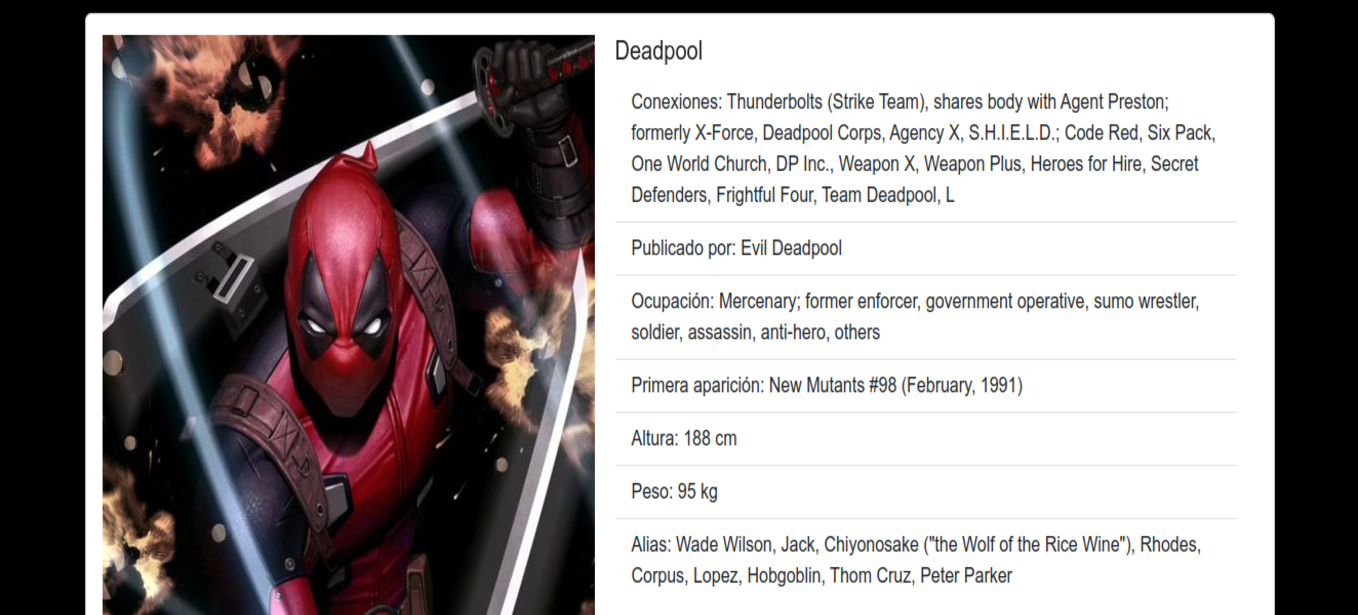 Deadpool
Conexiones: Thunderbolts (Strike Team), shares body with Agent Preston;
formerly X-Force, Deadpool Corps, Agency X, S.H.I.E.L.D.; Code Red, Six Pack,
One World Church, DP Inc., Weapon X, Weapon Plus, Heroes for Hire, Secret
Defenders, Frightful Four, Team Deadpool, L
Publicado por: Evil Deadpool
Ocupación: Mercenary; former enforcer, government operative, sumo wrestler,
soldier, assassin, anti-hero, others
Primera aparición: New Mutants #98 (February, 1991)
Altura: 188 cm
Peso: 95 kg
Alias: Wade Wilson, Jack, Chiyonosake ("the Wolf of the Rice Wine"), Rhodes,
Corpus, Lopez, Hobgoblin, Thom Cruz, Peter Parker